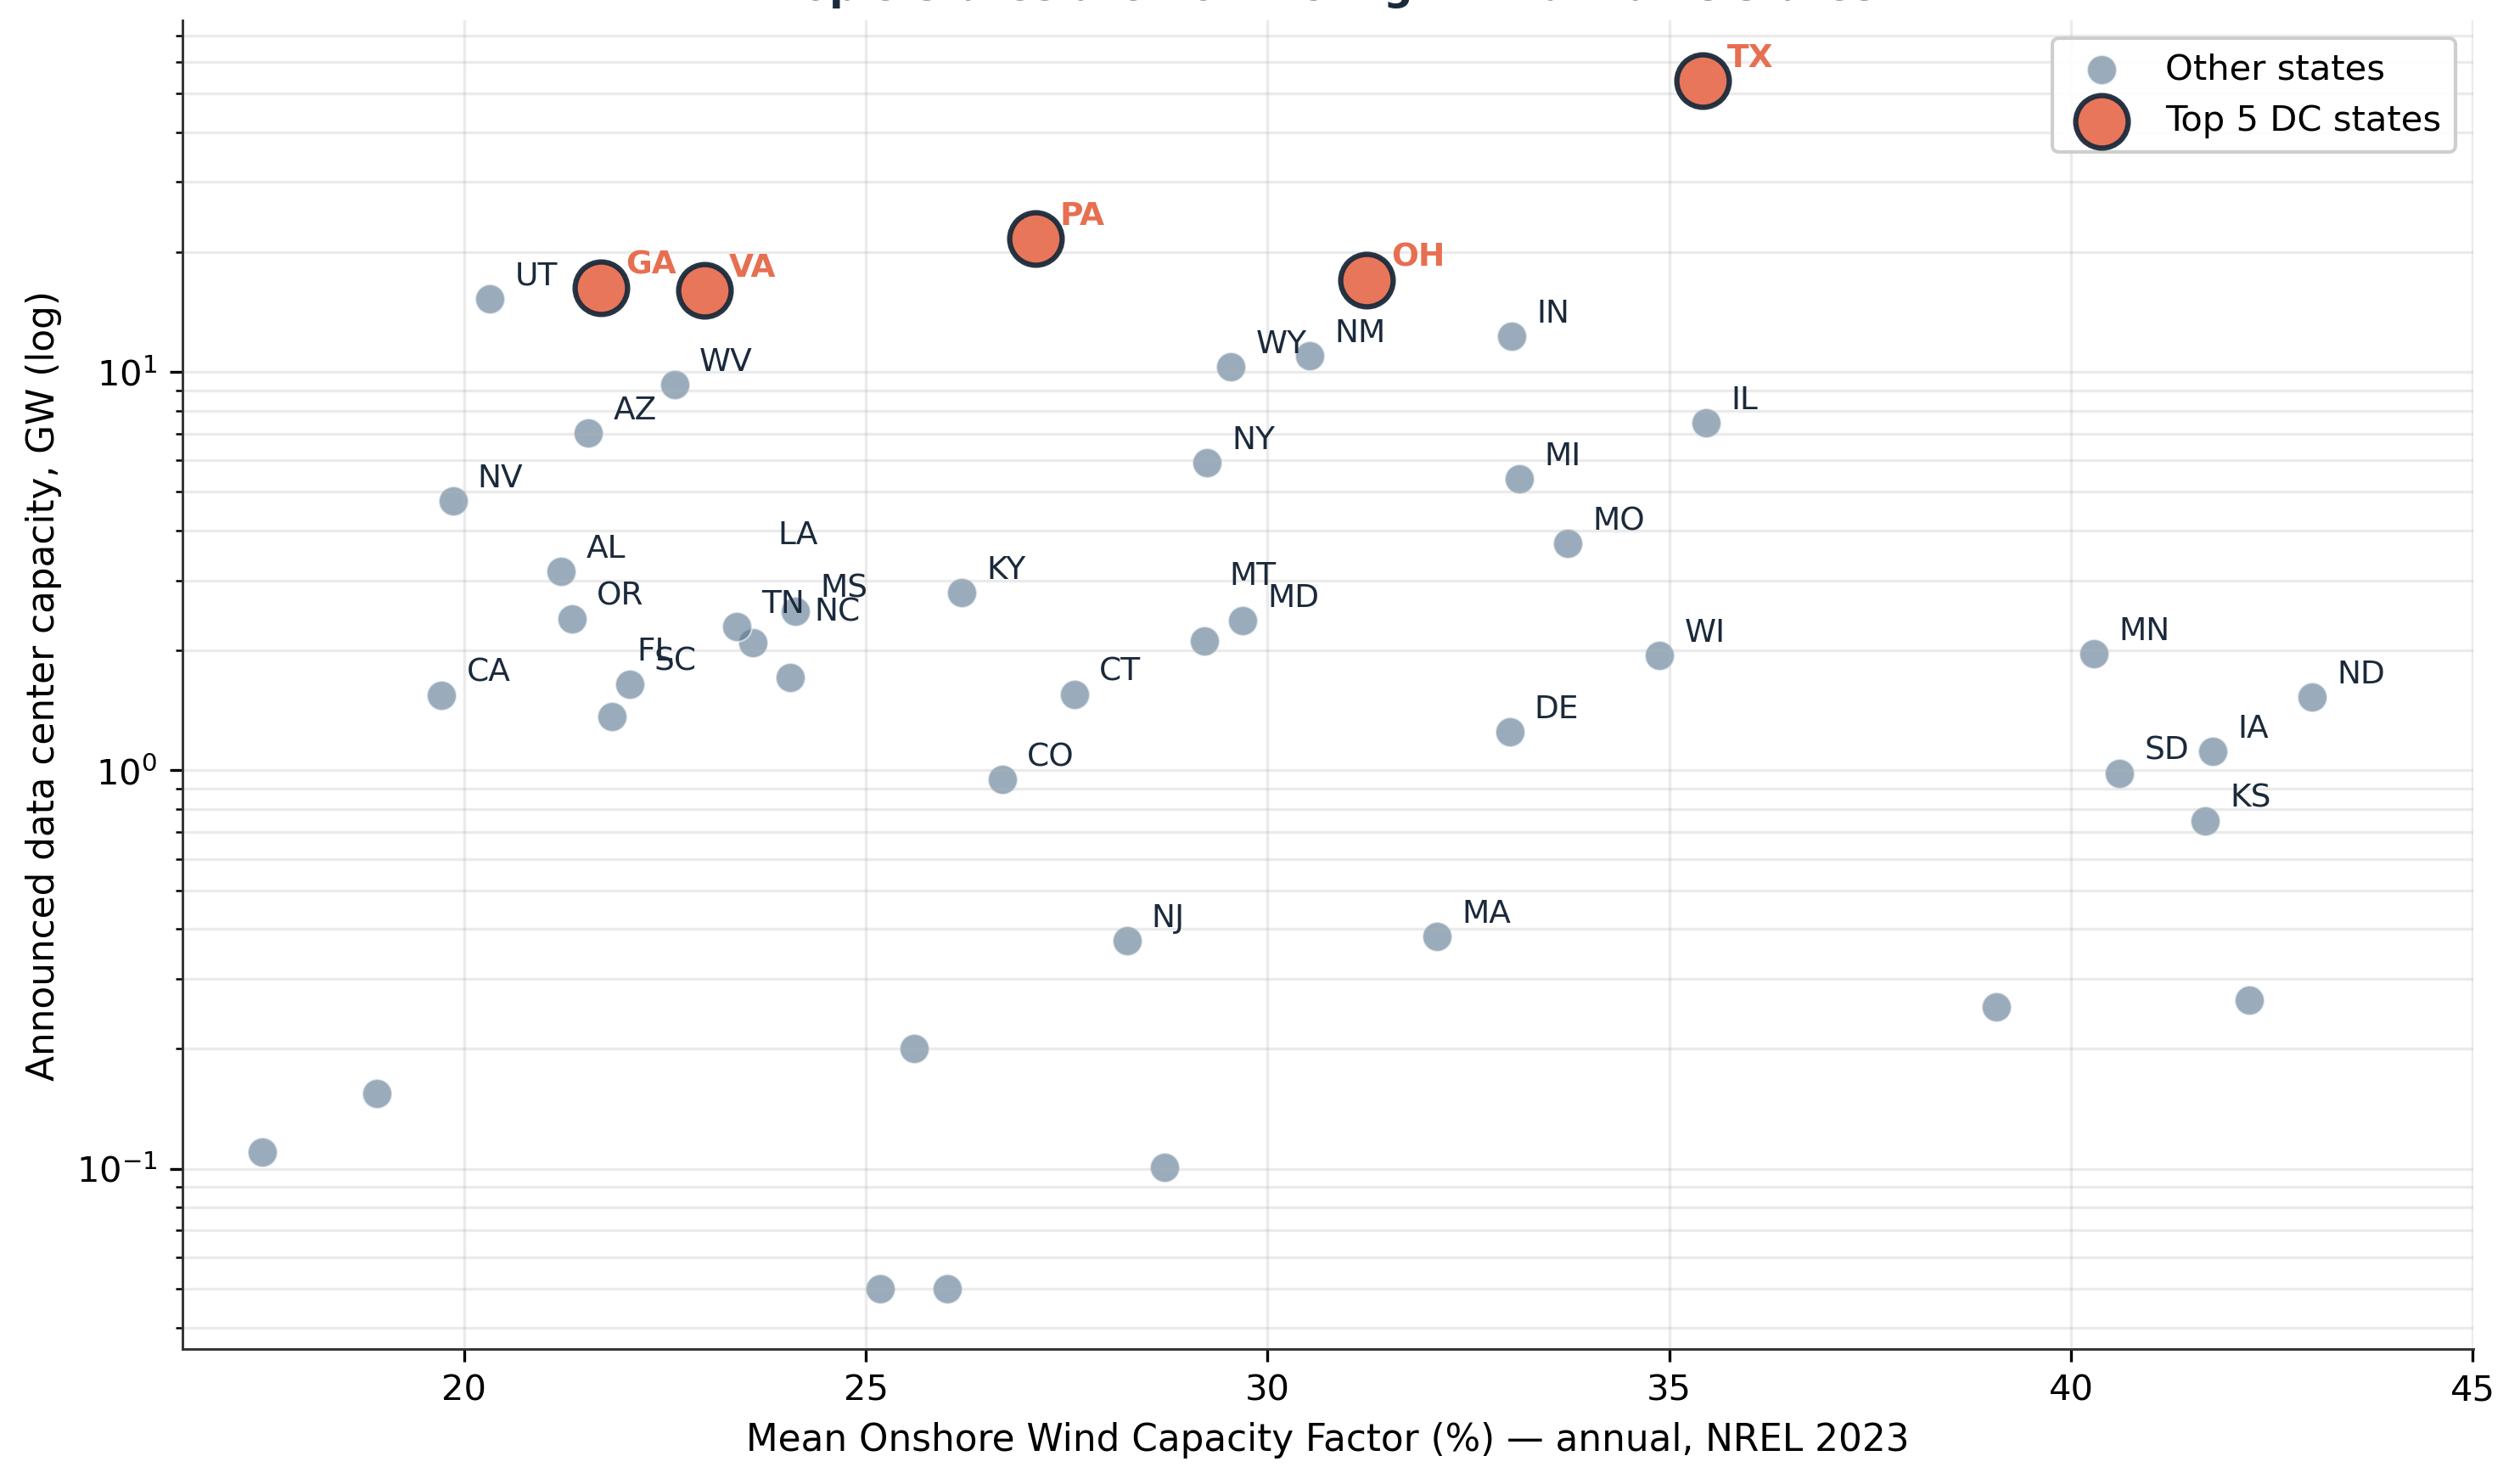 TX
Other states
Top 5 DC states
PA
OH
GA
VA
UT
IN
NM
WY
WV
IL
AZ
NY
MI
NV
MO
LA
AL
KY
MT
MS
MD
OR
TN
NC
WI
MN
FL
SC
CA
CT
ND
DE
IA
SD
CO
KS
NJ
MA
Announced data center capacity, GW (log)
10¹
10⁰
10⁻¹
20 25 30 35 40 45
Mean Onshore Wind Capacity Factor (%) — annual, NREL 2023